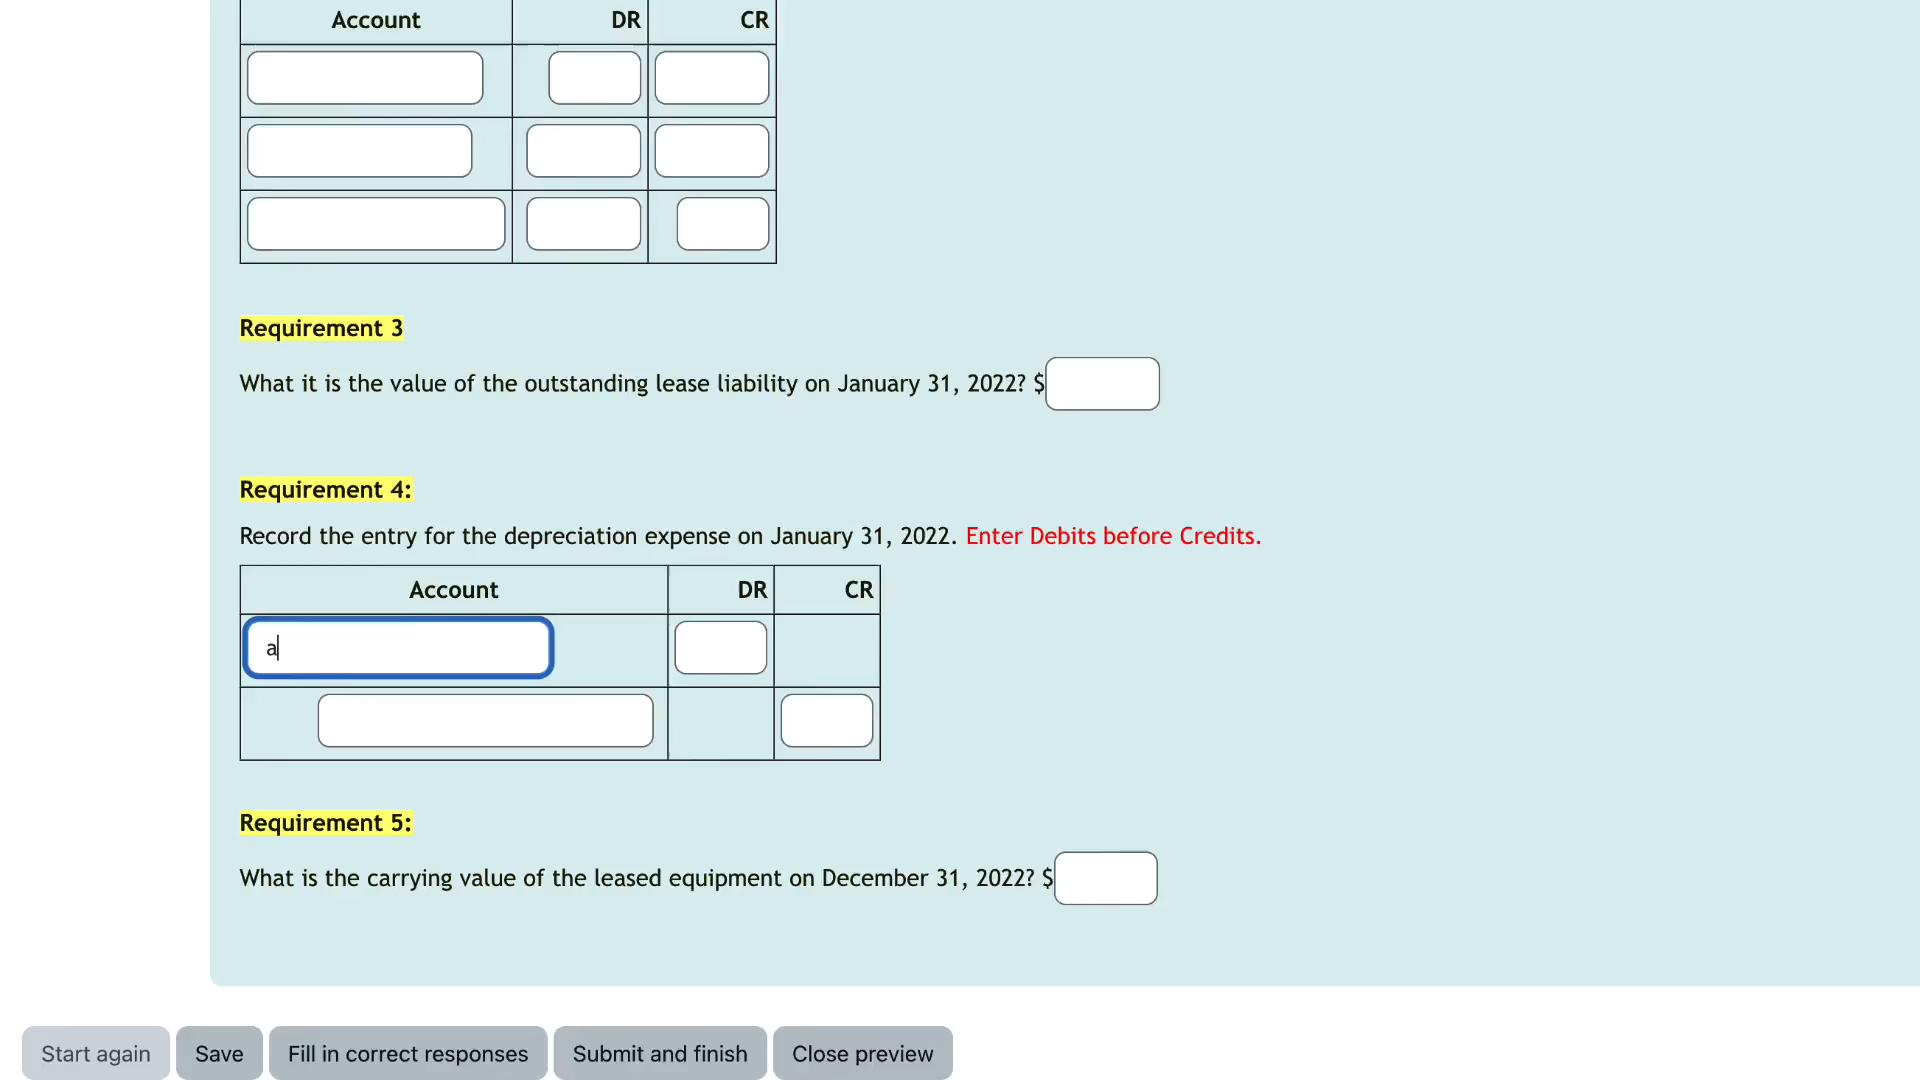 Account DR CR
Requirement 3
What it is the value of the outstanding lease liability on January 31, 2022? $
Requirement 4:
Record the entry for the depreciation expense on January 31, 2022. Enter Debits before Credits.
Account DR CR
a
Requirement 5:
What is the carrying value of the leased equipment on December 31, 2022? $
Start again Save Fill in correct responses Submit and finish Close preview